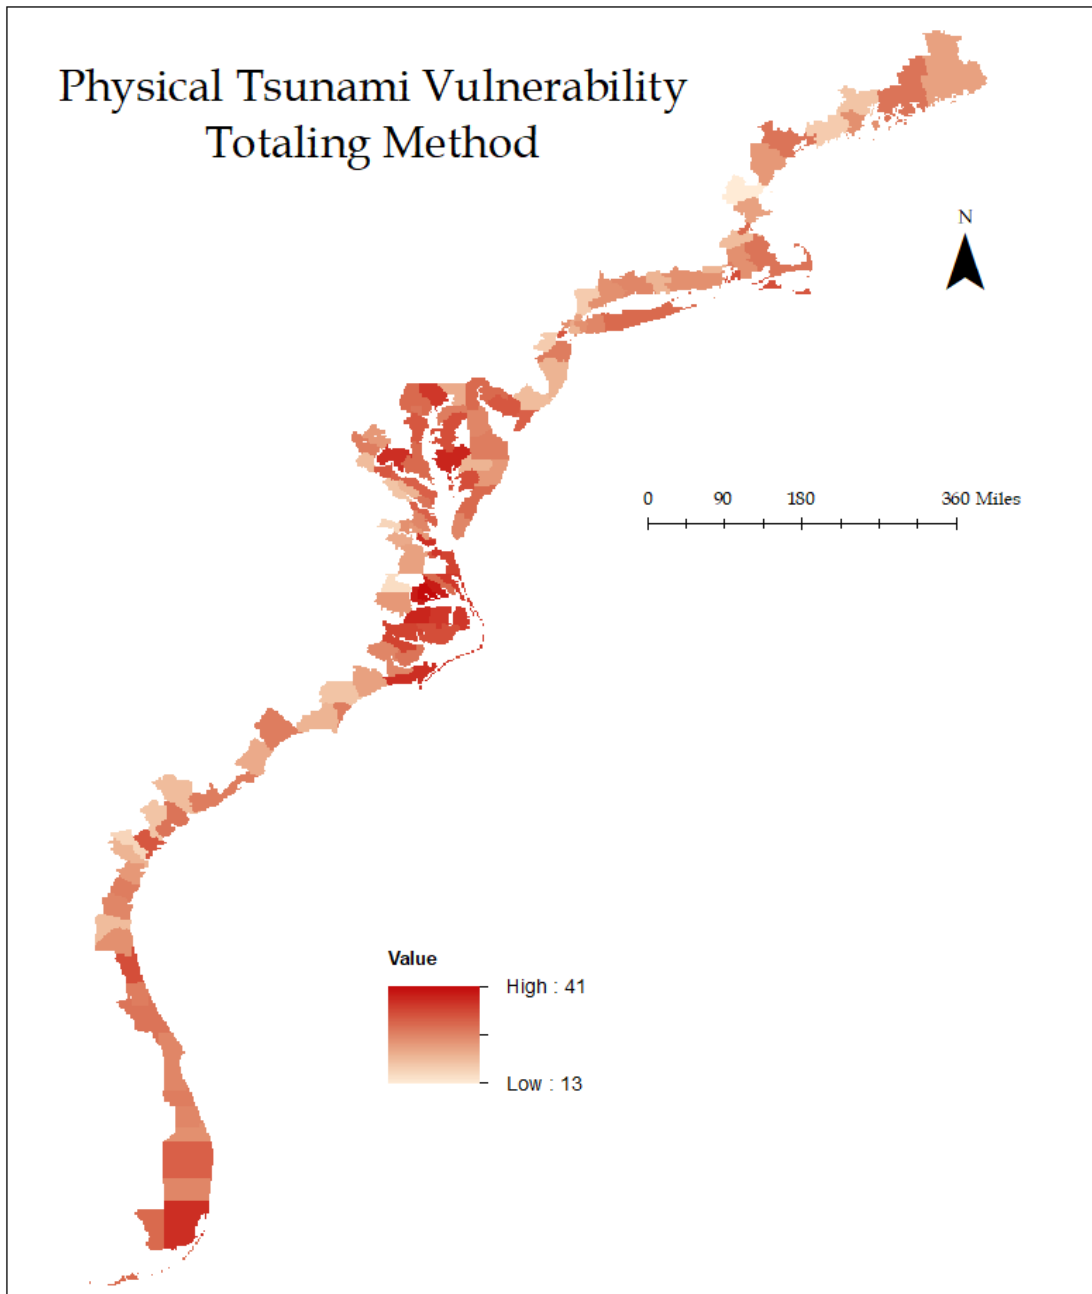 Physical Tsunami Vulnerability
Totaling Method
N
0 90 180 360 Miles
Value
High : 41
Low : 13